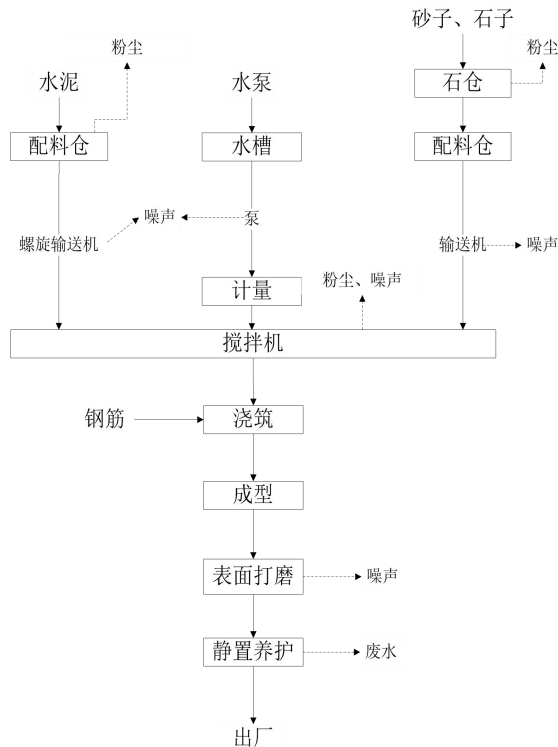 砂子、石子
粉尘
粉尘
水泥
水泵
石仓
配料仓
水槽
配料仓
噪声
泵
螺旋输送机
输送机
噪声
粉尘、噪声
计量
搅拌机
钢筋
浇筑
成型
表面打磨
噪声
静置养护
废水
出厂